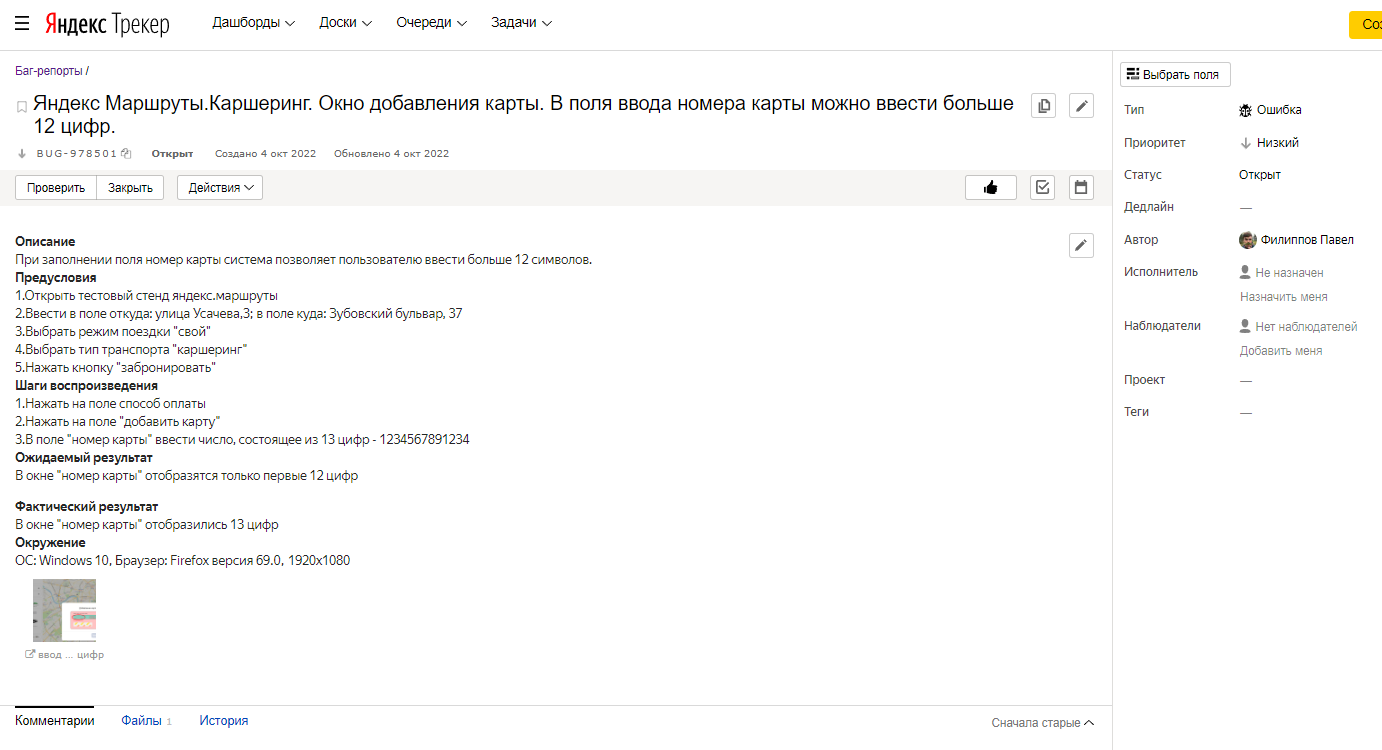 Яндекс Трекер Дашборды Доски Очереди Задачи
Баг-репорты /
Яндекс Маршруты.Каршеринг. Окно добавления карты. В поля ввода номера карты можно ввести больше
12 цифр.
BUG-978501 Открыт Создано 4 окт 2022 Обновлено 4 окт 2022
Проверить Закрыть Действия
Описание
При заполнении поля номер карты система позволяет пользователю ввести больше 12 символов.
Предусловия
1.Открыть тестовый стенд яндекс.маршруты
2.Ввести в поле откуда: улица Усачева,3; в поле куда: Зубовский бульвар, 37
3.Выбрать режим поездки "свой"
4.Выбрать тип транспорта "каршеринг"
5.Нажать кнопку "забронировать"
Шаги воспроизведения
1.Нажать на поле способ оплаты
2.Нажать на поле "добавить карту"
3.В поле "номер карты" ввести число, состоящее из 13 цифр - 1234567891234
Ожидаемый результат
В окне "номер карты" отобразятся только первые 12 цифр
Фактический результат
В окне "номер карты" отобразились 13 цифр
Окружение
ОС: Windows 10, Браузер: Firefox версия 69.0, 1920x1080
ввод ... цифр
Комментарии Файлы 1 История Сначала старые
Выбрать поля
Тип Ошибка
Приоритет Низкий
Статус Открыт
Дедлайн —
Автор Филиппов Павел
Исполнитель Не назначен
Назначить меня
Наблюдатели Нет наблюдателей
Добавить меня
Проект —
Теги —